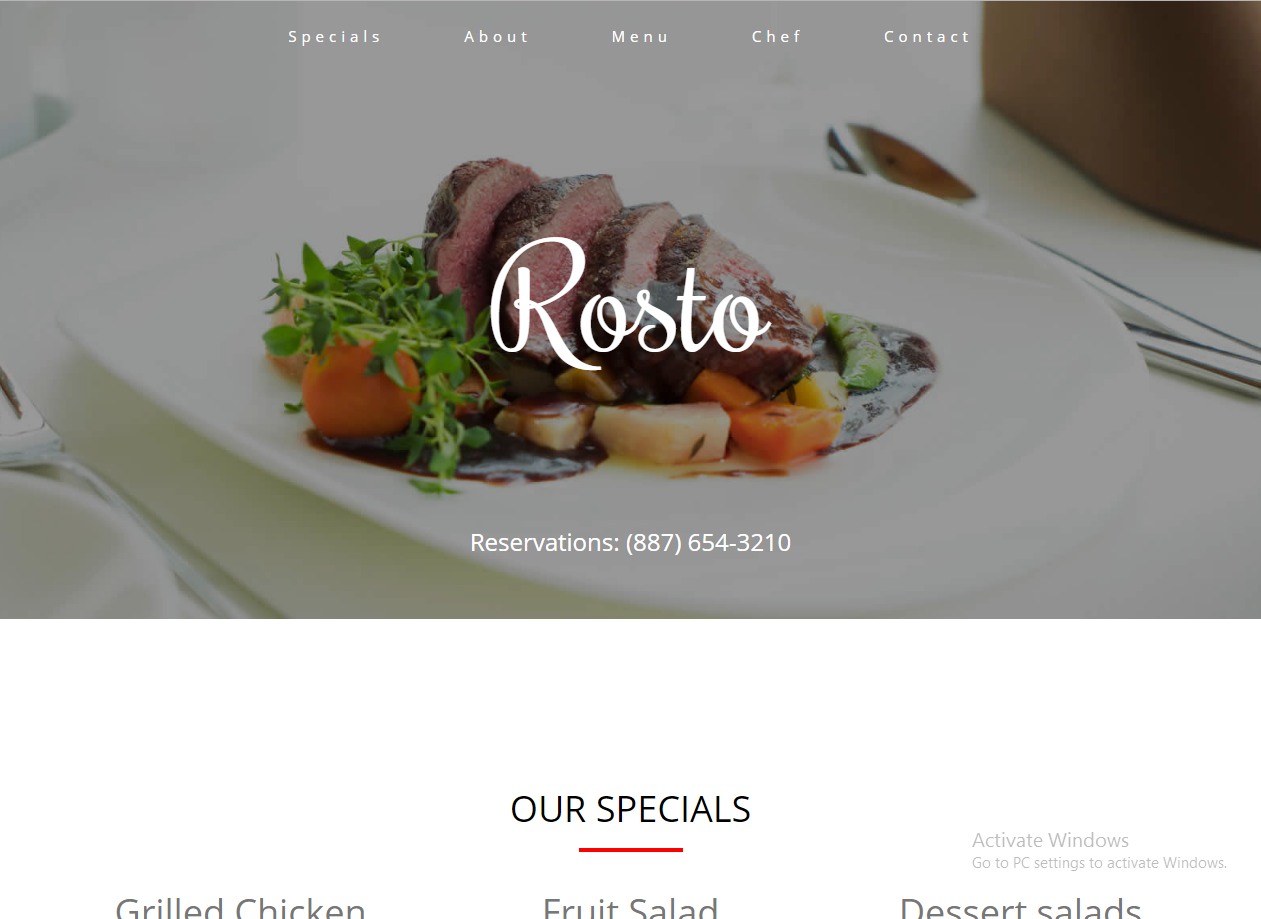 Specials About Menu Chef Contact
Rosto
Reservations: (887) 654-3210
OUR SPECIALS
Activate Windows
Go to PC settings to activate Windows.
Grilled Chicken Fruit Salad Dessert salads